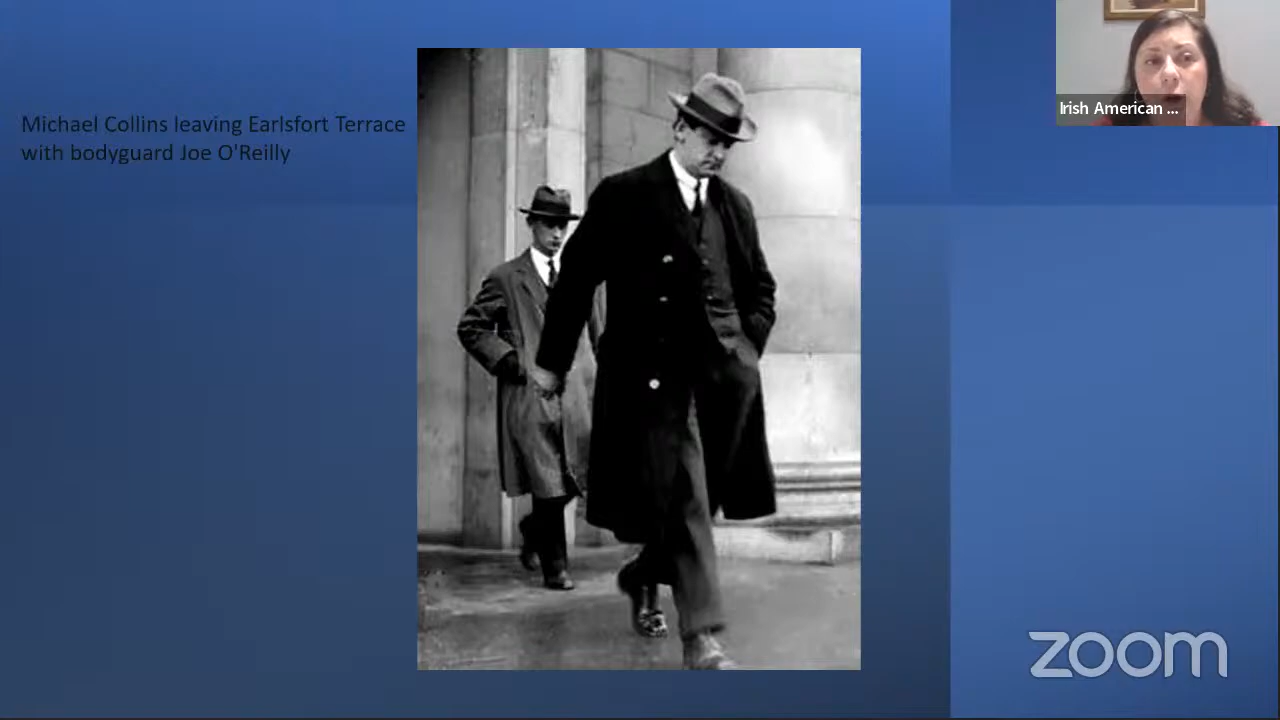 Michael Collins leaving Earlsfort Terrace
with bodyguard Joe O'Reilly
Irish American ...
zoom